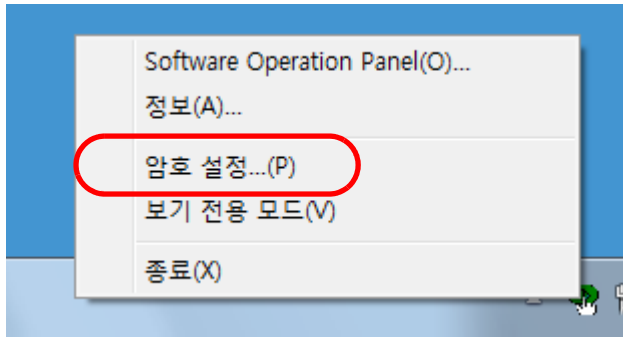 Software Operation Panel(O)...
정보(A)...
암호 설정...(P)
보기 전용 모드(V)
종료(X)